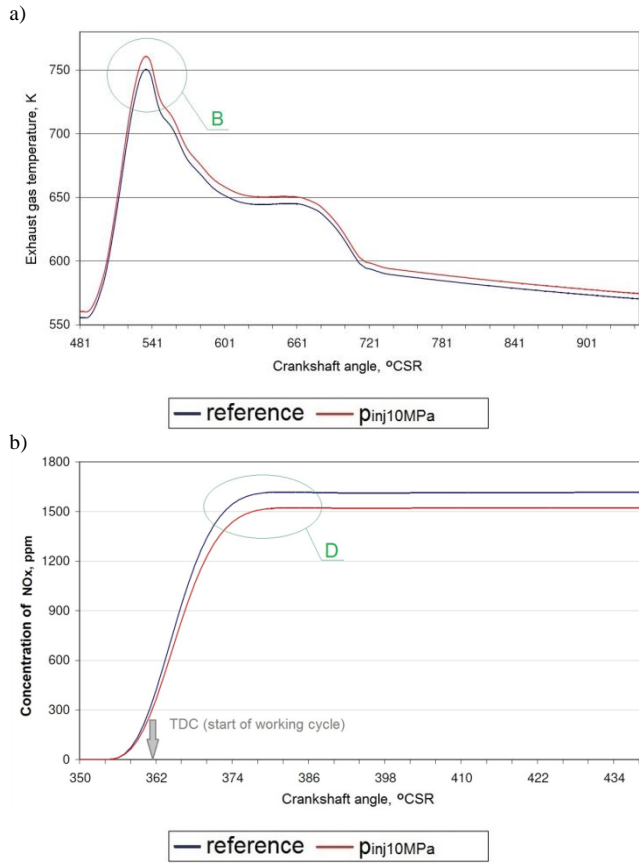 a)
Exhaust gas temperature, K
750
700
650
600
550
B
481 541 601 661 721 781 841 901
Crankshaft angle, ºCSR
reference pinj10MPa
b)
Concentration of NOx, ppm
1800
1500
1200
900
600
300
0
D
TDC (start of working cycle)
350 362 374 386 398 410 422 434
Crankshaft angle, ºCSR
reference pinj10MPa